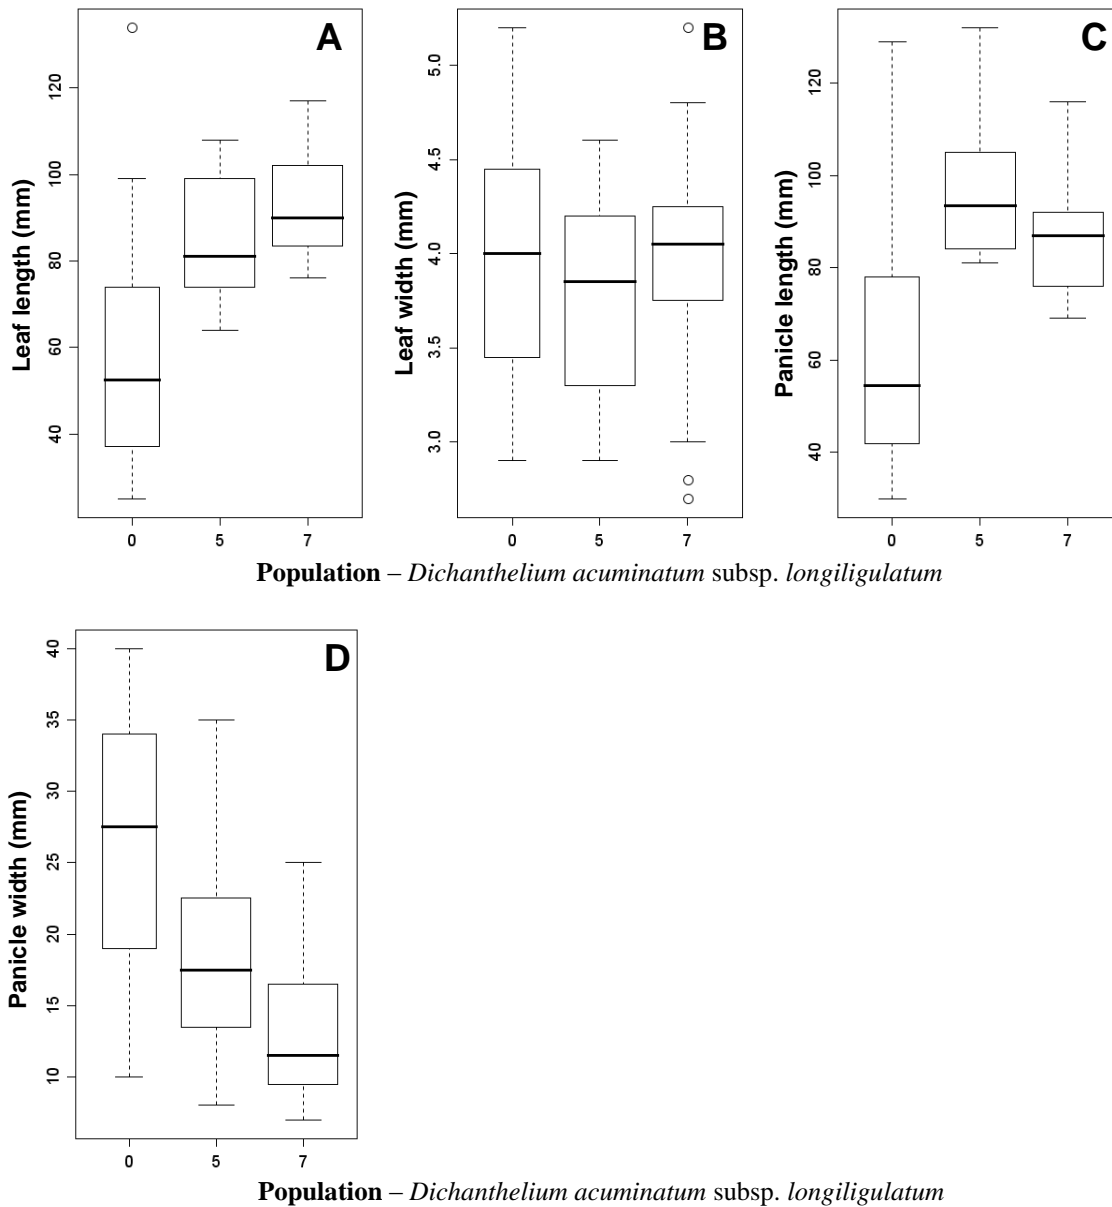 A
Leaf length (mm)
120
100
80
60
40
0 5 7
B
Leaf width (mm)
5.0
4.5
4.0
3.5
3.0
0 5 7
C
Panicle length (mm)
120
100
80
60
40
0 5 7
Population – Dichanthelium acuminatum subsp. longiligulatum
D
Panicle width (mm)
40
35
30
25
20
15
10
0 5 7
Population – Dichanthelium acuminatum subsp. longiligulatum